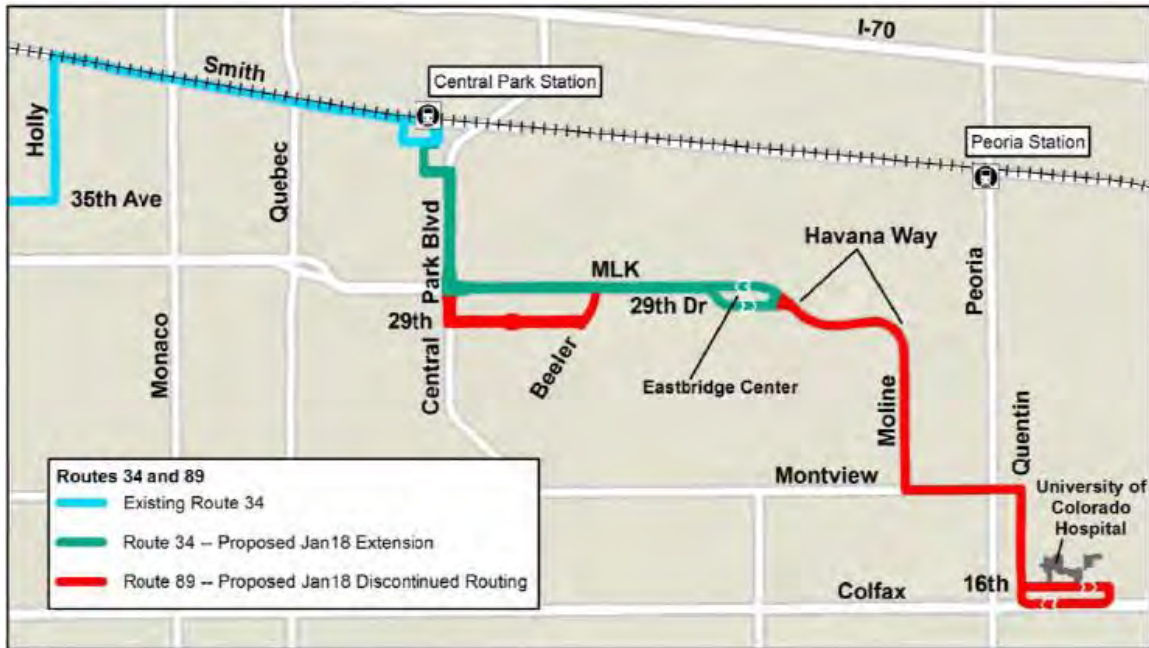 I-70
Smith
Central Park Station
Holly
Quebec
Peoria Station
35th Ave
Park Blvd
Havana Way
MLK
Peoria
29th Dr
29th
Monaco
Central
Beeler
Eastbridge Center
Moline
Quentin
Routes 34 and 89
Existing Route 34
Route 34 -- Proposed Jan18 Extension
Route 89 -- Proposed Jan18 Discontinued Routing
Montview
University of
Colorado
Hospital
16th
Colfax